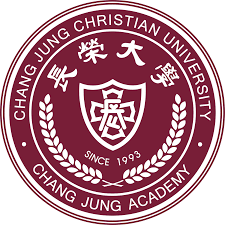 · CHANG JUNG CHRISTIAN UNIVERSITY ·
長榮大學
SINCE 1993
CHANG JUNG ACADEMY